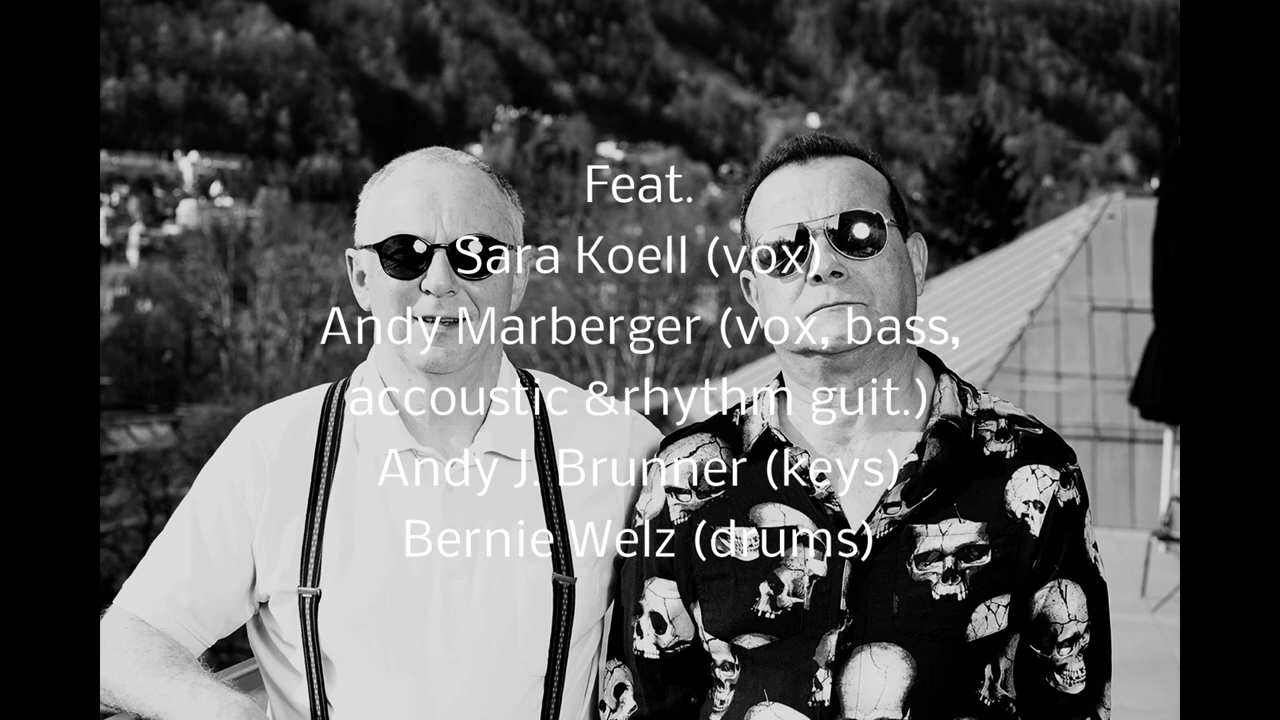 Feat.
Sara Koell (vox)
Andy Marberger (vox, bass,
accoustic &rhythm guit.)
Andy J. Brunner (keys)
Bernie Welz (drums)